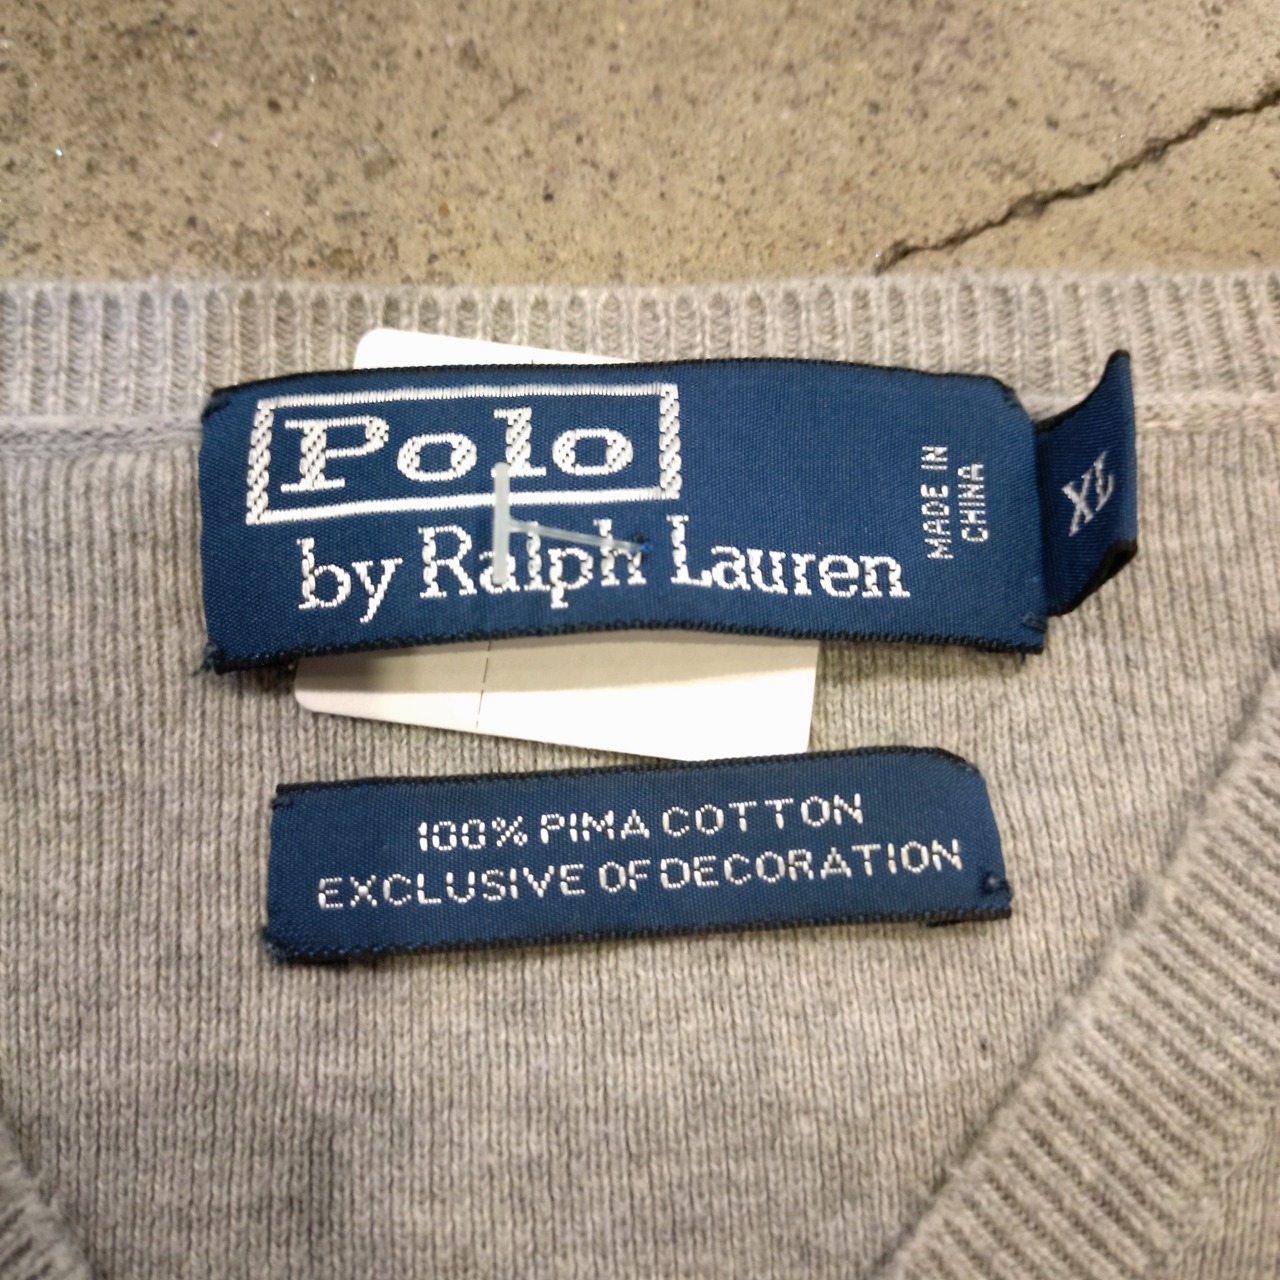 Polo
by Ralph Lauren
MADE IN
CHINA
XL
100% PIMA COTTON
EXCLUSIVE OF DECORATION